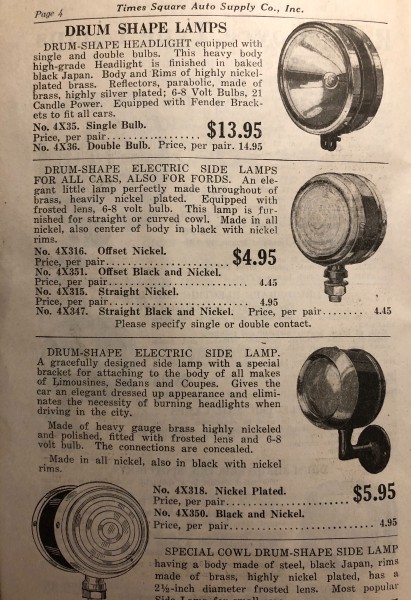 Page 4
Times Square Auto Supply Co., Inc.
DRUM SHAPE LAMPS
DRUM-SHAPE HEADLIGHT equipped with
single and double bulbs. This heavy body
high-grade Headlight is finished in baked
black Japan. Body and Rims of highly nickel-
plated brass. Reflectors, parabolic, made of
brass, highly silver plated; 6-8 Volt Bulbs, 21
Candle Power. Equipped with Fender Brack-
ets to fit all cars.
No. 4X35. Single Bulb.
Price, per pair.................... $13.95
No. 4X36. Double Bulb. Price, per pair. 14.95
DRUM-SHAPE ELECTRIC SIDE LAMPS
FOR ALL CARS, ALSO FOR FORDS. An ele-
gant little lamp perfectly made throughout of
brass, heavily nickel plated. Equipped with
frosted lens, 6-8 volt bulb. This lamp is fur-
nished for straight or curved cowl. Made in all
nickel, also center of body in black with nickel
rims.
No. 4X316. Offset Nickel.
Price, per pair.................... $4.95
No. 4X351. Offset Black and Nickel.
Price, per pair.................... 4.45
No. 4X315. Straight Nickel.
Price, per pair.................... 4.95
No. 4X347. Straight Black and Nickel. Price, per pair........ 4.45
Please specify single or double contact.
DRUM-SHAPE ELECTRIC SIDE LAMP.
A gracefully designed side lamp with a special
bracket for attaching to the body of all makes
of Limousines, Sedans and Coupes. Gives the
car an elegant dressed up appearance and elimi-
nates the necessity of burning headlights when
driving in the city.
Made of heavy gauge brass highly nickeled
and polished, fitted with frosted lens and 6-8
volt bulb. The connections are concealed.
Made in all nickel, also in black with nickel
rims.
No. 4X318. Nickel Plated.
Price, per pair.................... $5.95
No. 4X350. Black and Nickel.
Price, per pair.................... 4.95
SPECIAL COWL DRUM-SHAPE SIDE LAMP
having a body made of steel, black Japan, rims
made of brass, highly nickel plated, has a
2½-inch diameter frosted lens. Most popular
Side Lamp for